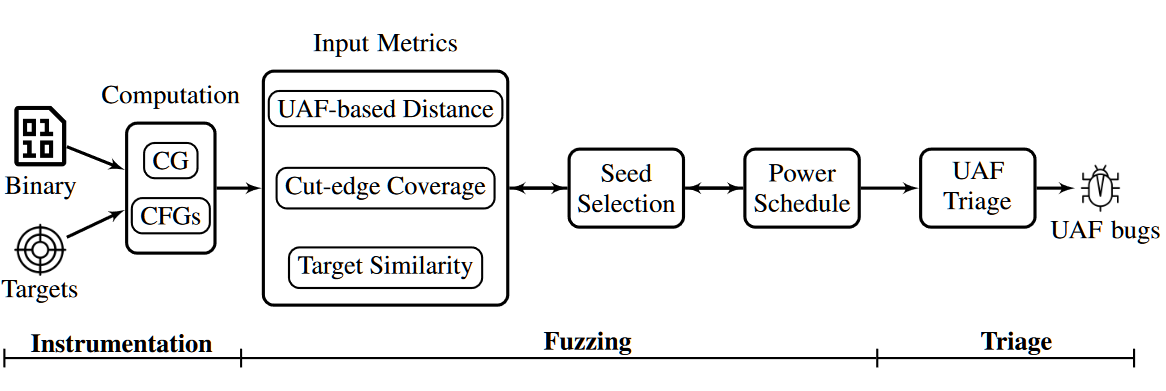 Input Metrics
Computation
UAF-based Distance
01
10
CG
Binary
Cut-edge Coverage
Seed
Selection
Power
Schedule
UAF
Triage
CFGs
UAF bugs
Target Similarity
Targets
Instrumentation
Fuzzing
Triage